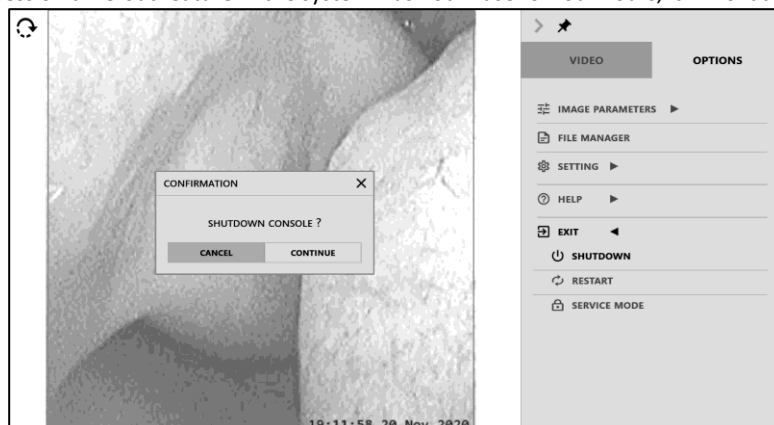 VIDEO OPTIONS
IMAGE PARAMETERS
FILE MANAGER
SETTING
HELP
EXIT
SHUTDOWN
RESTART
SERVICE MODE
CONFIRMATION
SHUTDOWN CONSOLE ?
CANCEL CONTINUE
19:11:58 20 Nov 2020